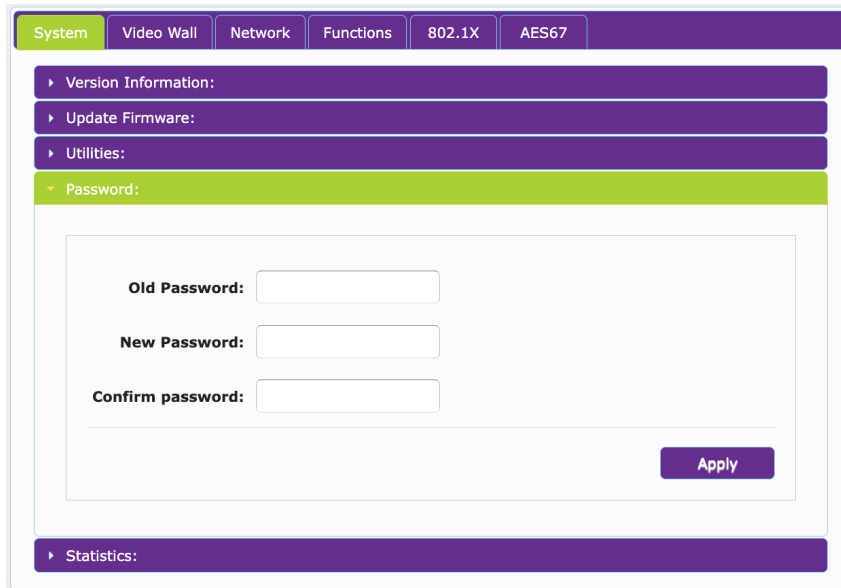 System Video Wall Network Functions 802.1X AES67
Version Information:
Update Firmware:
Utilities:
Password:
Old Password:
New Password:
Confirm password:
Apply
Statistics: